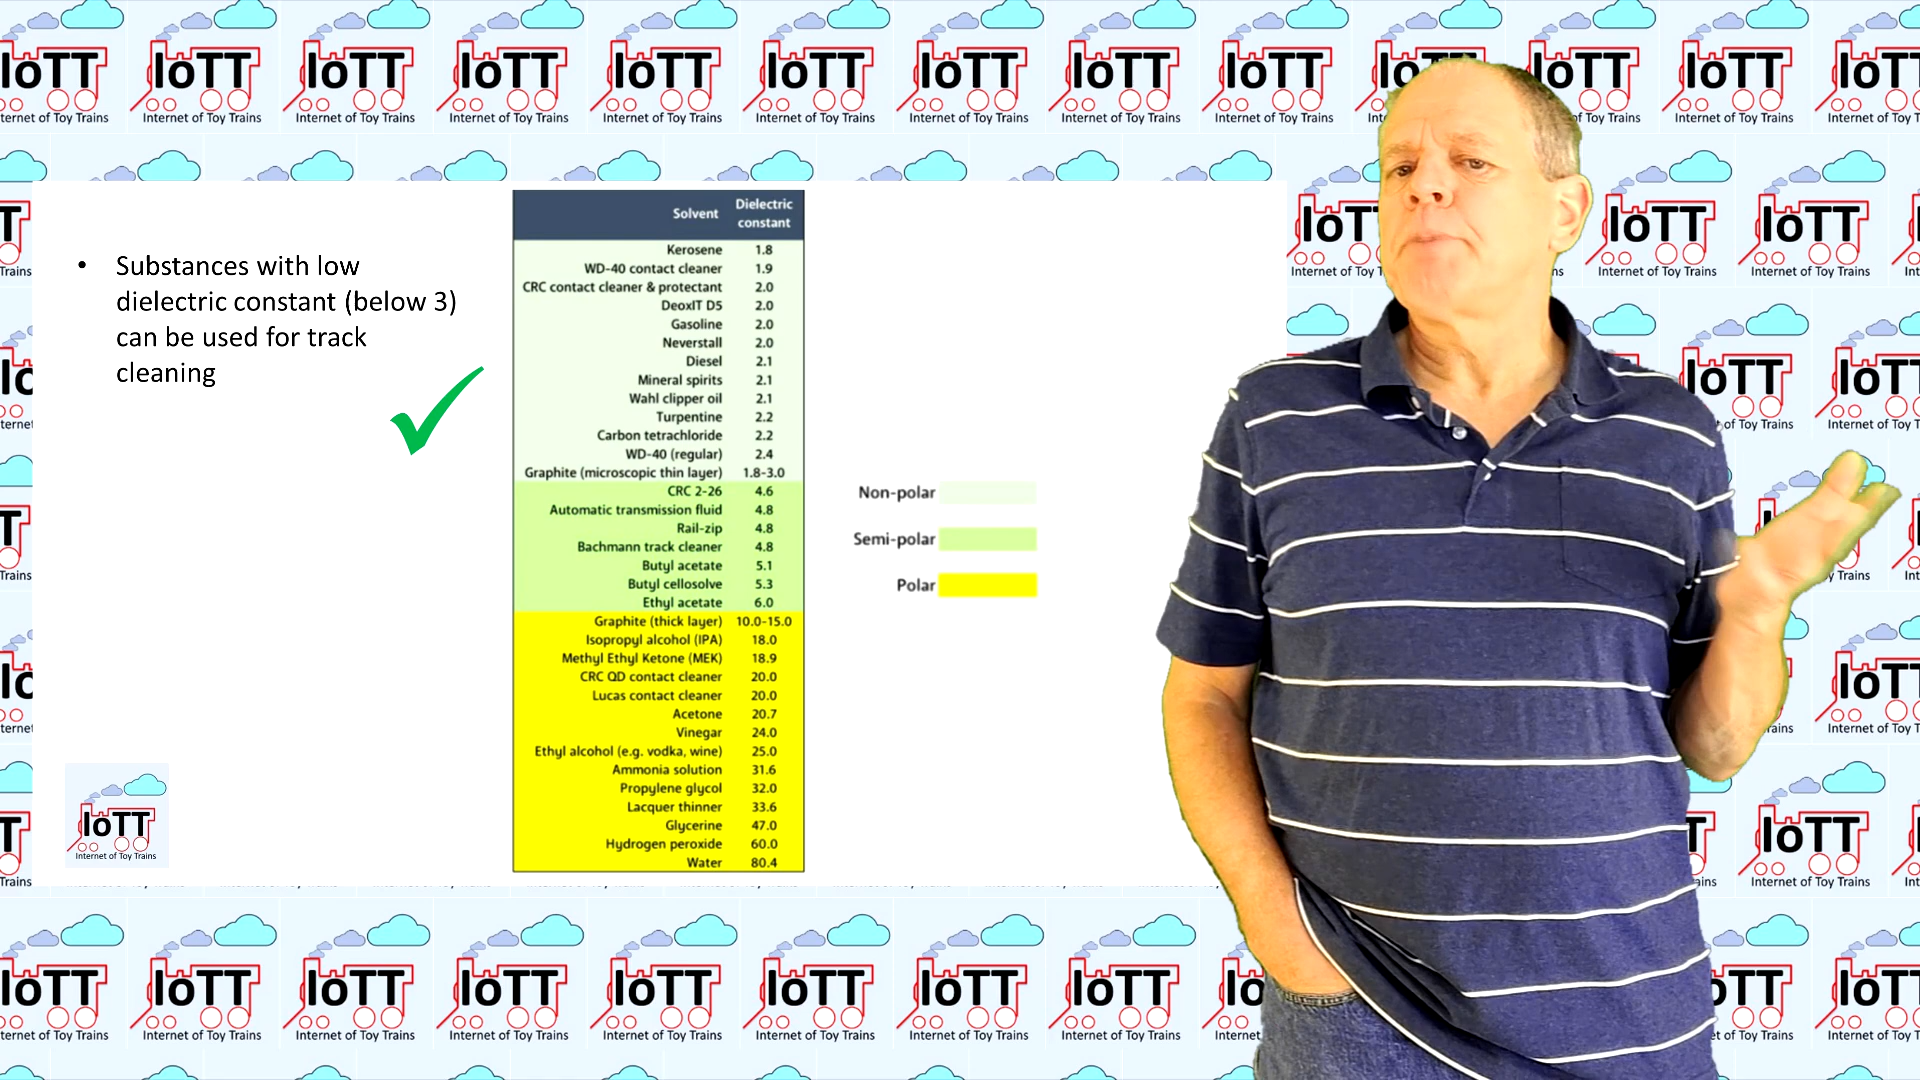 Substances with low
dielectric constant (below 3)
can be used for track
cleaning
Solvent Dielectric constant
Kerosene 1.8
WD-40 contact cleaner 1.9
CRC contact cleaner & protectant 2.0
DeoxIT D5 2.0
Gasoline 2.0
Neverstall 2.0
Diesel 2.1
Mineral spirits 2.1
Wahl clipper oil 2.1
Turpentine 2.2
Carbon tetrachloride 2.2
WD-40 (regular) 2.4
Graphite (microscopic thin layer) 1.8-3.0
CRC 2-26 4.6
Automatic transmission fluid 4.8
Rail-zip 4.8
Bachmann track cleaner 4.8
Butyl acetate 5.1
Butyl cellosolve 5.3
Ethyl acetate 6.0
Graphite (thick layer) 10.0-15.0
Isopropyl alcohol (IPA) 18.0
Methyl Ethyl Ketone (MEK) 18.9
CRC QD contact cleaner 20.0
Lucas contact cleaner 20.0
Acetone 20.7
Vinegar 24.0
Ethyl alcohol (e.g. vodka, wine) 25.0
Ammonia solution 31.6
Propylene glycol 32.0
Lacquer thinner 33.6
Glycerine 47.0
Hydrogen peroxide 60.0
Water 80.4
Non-polar
Semi-polar
Polar
IoTT
Internet of Toy Trains